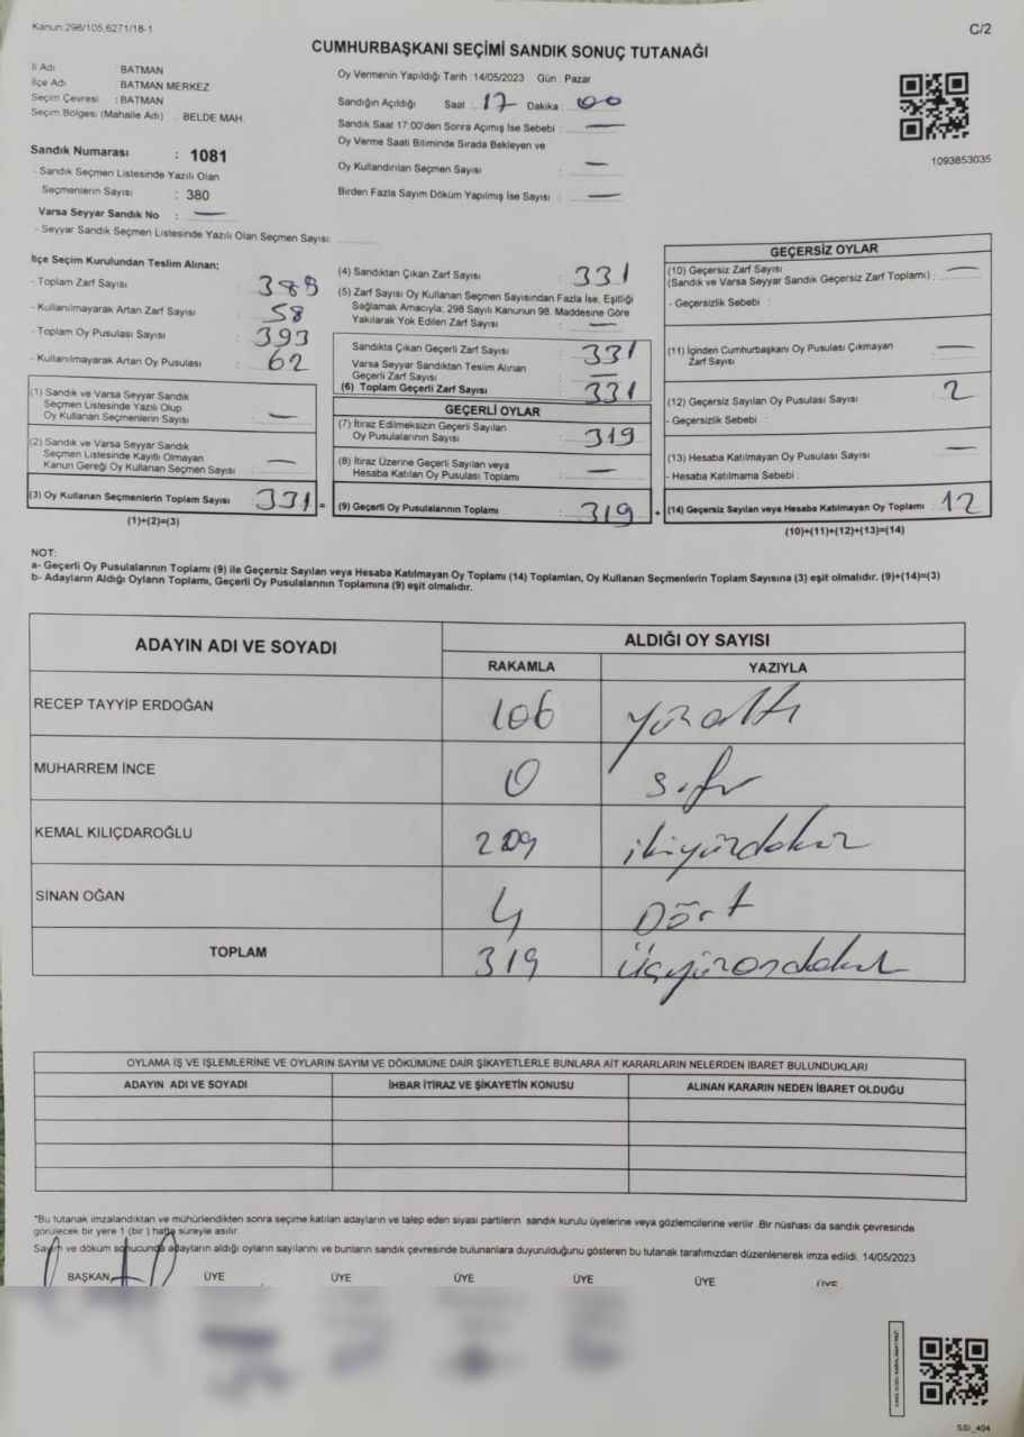 Kanun:298/105,6271/18-1
C/2
CUMHURBAŞKANI SEÇİMİ SANDIK SONUÇ TUTANAĞI
İl Adı : BATMAN
İlçe Adı : BATMAN MERKEZ
Seçim Çevresi : BATMAN
Seçim Bölgesi (Mahalle Adı) : BELDE MAH.
Sandık Numarası : 1081
- Sandık Seçmen Listesinde Yazılı Olan
Seçmenlerin Sayısı : 380
Varsa Seyyar Sandık No : —
- Seyyar Sandık Seçmen Listesinde Yazılı Olan Seçmen Sayısı:
Oy Vermenin Yapıldığı Tarih :14/05/2023 Gün : Pazar
Sandığın Açıldığı Saat : 17 Dakika : 00
Sandık Saat 17:00'den Sonra Açılmış İse Sebebi : —
Oy Verme Saati Bitiminde Sırada Bekleyen ve
Oy Kullandırılan Seçmen Sayısı : —
Birden Fazla Sayım Döküm Yapılmış İse Sayısı : —
1093853035
İlçe Seçim Kurulundan Teslim Alınan;
- Toplam Zarf Sayısı : 389
- Kullanılmayarak Artan Zarf Sayısı : 58
- Toplam Oy Pusulası Sayısı : 393
- Kullanılmayarak Artan Oy Pusulası : 62
(1) Sandık ve Varsa Seyyar Sandık
Seçmen Listesinde Yazılı Olup
Oy Kullanan Seçmenlerin Sayısı : —
(2) Sandık ve Varsa Seyyar Sandık
Seçmen Listesinde Kayıtlı Olmayan
Kanun Gereği Oy Kullanan Seçmen Sayısı : —
(3) Oy Kullanan Seçmenlerin Toplam Sayısı : 331 =
(1)+(2)=(3)
(4) Sandıktan Çıkan Zarf Sayısı : 331
(5) Zarf Sayısı Oy Kullanan Seçmen Sayısından Fazla İse, Eşitliği
Sağlamak Amacıyla; 298 Sayılı Kanunun 98. Maddesine Göre
Yakılarak Yok Edilen Zarf Sayısı : —
Sandıkta Çıkan Geçerli Zarf Sayısı : 331
Varsa Seyyar Sandıktan Teslim Alınan
Geçerli Zarf Sayısı : —
(6) Toplam Geçerli Zarf Sayısı : 331
GEÇERLİ OYLAR
(7) İtiraz Edilmeksizin Geçerli Sayılan
Oy Pusulalarının Sayısı : 319
(8) İtiraz Üzerine Geçerli Sayılan veya
Hesaba Katılan Oy Pusulası Toplamı : —
(9) Geçerli Oy Pusulalarının Toplamı : 319 +
GEÇERSİZ OYLAR
(10) Geçersiz Zarf Sayısı
(Sandık ve Varsa Seyyar Sandık Geçersiz Zarf Toplamı) : —
- Geçersizlik Sebebi :
(11) İçinden Cumhurbaşkanı Oy Pusulası Çıkmayan
Zarf Sayısı : —
(12) Geçersiz Sayılan Oy Pusulası Sayısı : 2
- Geçersizlik Sebebi :
(13) Hesaba Katılmayan Oy Pusulası Sayısı : —
- Hesaba Katılmama Sebebi :
(14) Geçersiz Sayılan veya Hesaba Katılmayan Oy Toplamı : 12
(10)+(11)+(12)+(13)=(14)
NOT:
a- Geçerli Oy Pusulalarının Toplamı (9) ile Geçersiz Sayılan veya Hesaba Katılmayan Oy Toplamı (14) Toplamları, Oy Kullanan Seçmenlerin Toplam Sayısına (3) eşit olmalıdır. (9)+(14)=(3)
b- Adayların Aldığı Oyların Toplamı, Geçerli Oy Pusulalarının Toplamına (9) eşit olmalıdır.
ADAYIN ADI VE SOYADI
ALDIĞI OY SAYISI
RAKAMLA YAZIYLA
RECEP TAYYİP ERDOĞAN 106 yüzaltı
MUHARREM İNCE 0 sıfır
KEMAL KILIÇDAROĞLU 209 ikiyüzdokuz
SİNAN OĞAN 4 Dört
TOPLAM 319 üçyüzondokuz
OYLAMA İŞ VE İŞLEMLERİNE VE OYLARIN SAYIM VE DÖKÜMÜNE DAİR ŞİKAYETLERLE BUNLARA AİT KARARLARIN NELERDEN İBARET BULUNDUKLARI
ADAYIN ADI VE SOYADI İHBAR İTİRAZ VE ŞİKAYETİN KONUSU ALINAN KARARIN NEDEN İBARET OLDUĞU
*Bu tutanak imzalandıktan ve mühürlendikten sonra seçime katılan adayların ve talep eden siyasi partilerin sandık kurulu üyelerine veya gözlemcilerine verilir. Bir nüshası da sandık çevresinde
görülecek bir yere 1 (bir) hafta süreyle asılır.
Sayım ve döküm sonucunda adayların aldığı oyların sayılarını ve bunların sandık çevresinde bulunanlara duyurulduğunu gösteren bu tutanak tarafımızdan düzenlenerek imza edildi. 14/05/2023
BAŞKAN ÜYE ÜYE ÜYE ÜYE ÜYE ÜYE
SSI_404